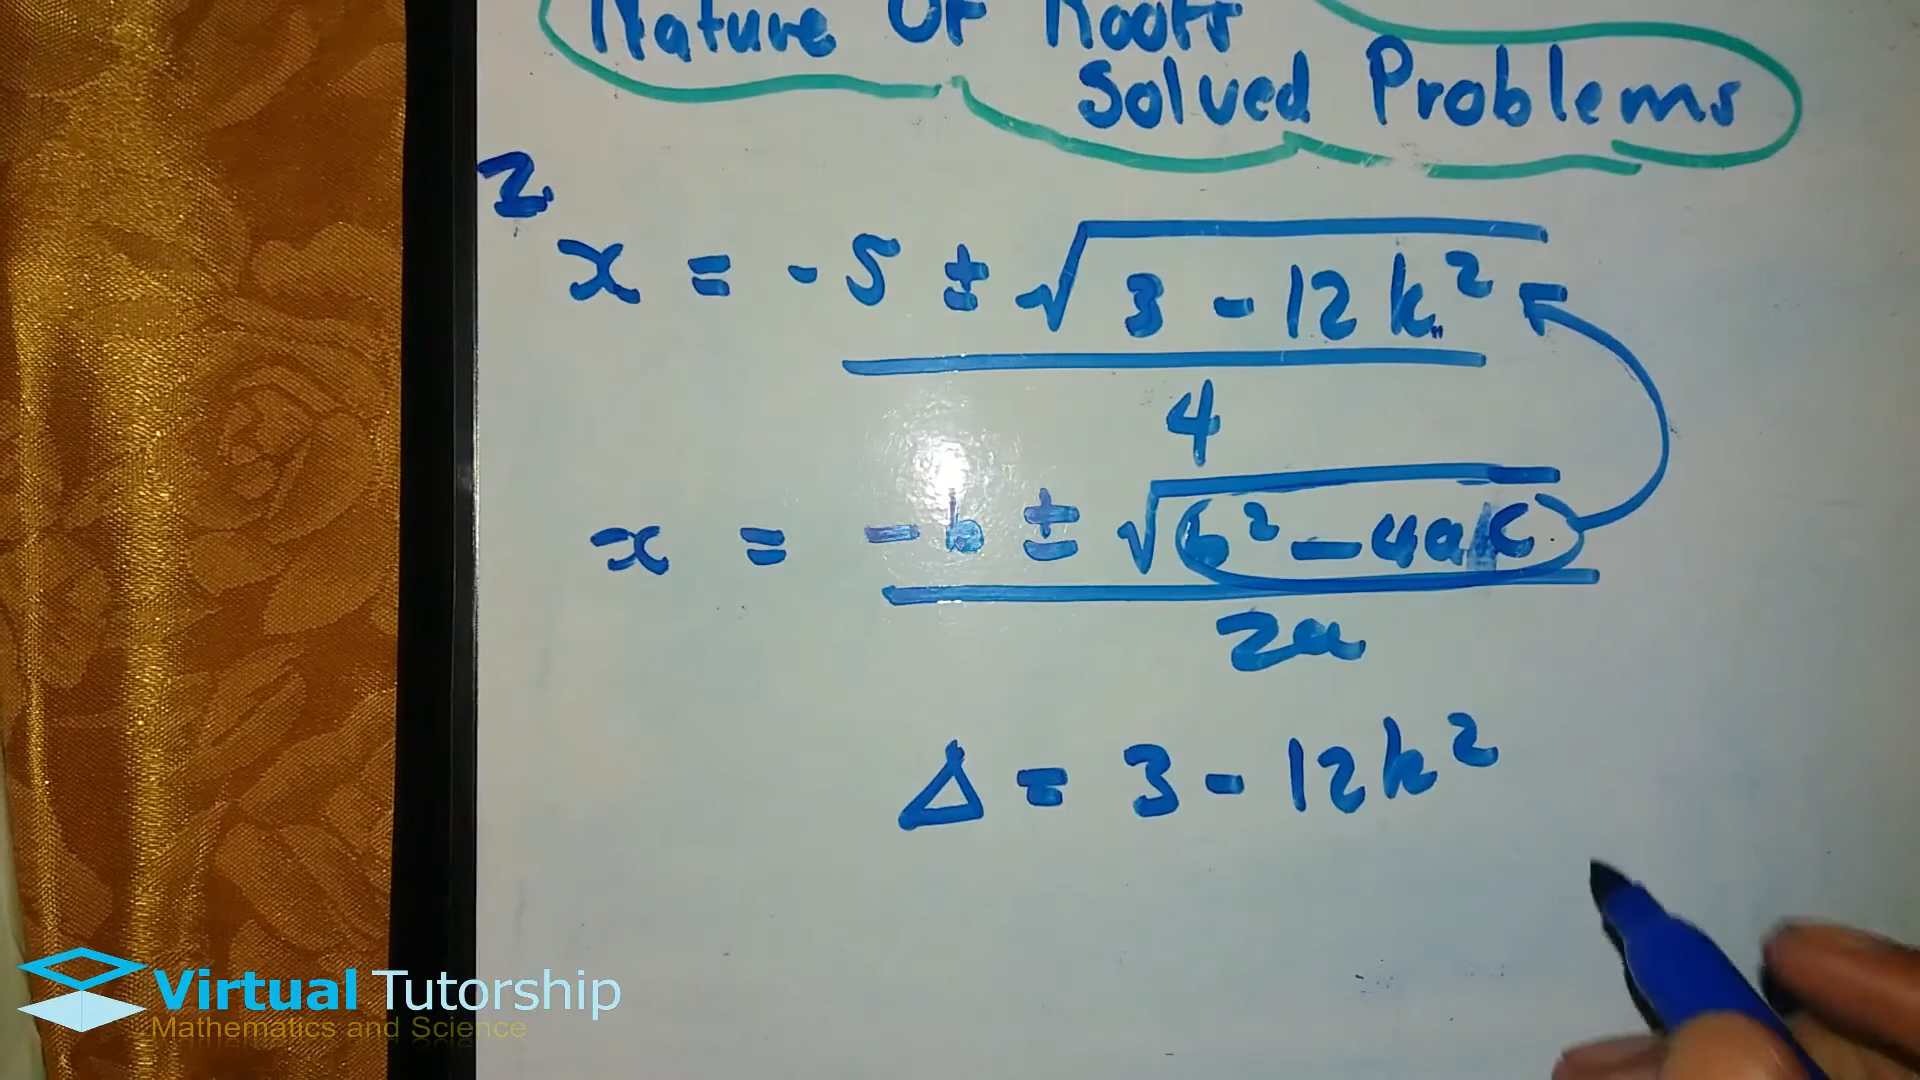 Nature Of Roots
Solved Problems
2.
x = -5 ± √3 - 12k²
4
x = -b ± √b² - 4ac
2a
Δ = 3 - 12k²
Virtual Tutorship
Mathematics and Science